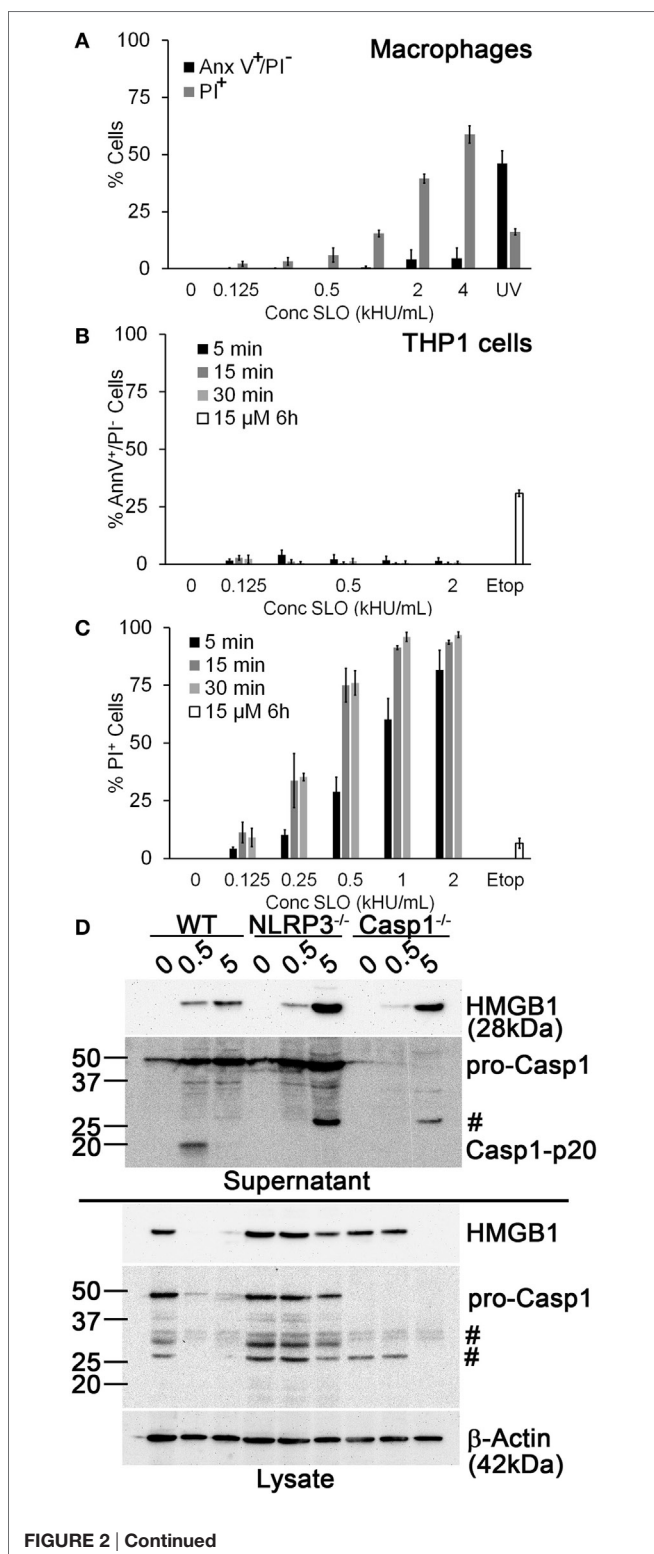 A
100
75
50
25
0
% Cells
Macrophages
Anx V+/PI-
PI+
0 0.125 0.5 2 4 UV
Conc SLO (kHU/mL)
B
100
75
50
25
0
% AnnV+/PI- Cells
THP1 cells
5 min
15 min
30 min
15 µM 6h
0 0.125 0.5 2 Etop
Conc SLO (kHU/mL)
C
100
75
50
25
0
% PI+ Cells
5 min
15 min
30 min
15 µM 6h
0 0.125 0.25 0.5 1 2 Etop
Conc SLO (kHU/mL)
D
WT NLRP3-/- Casp1-/-
0 0.5 5 0 0.5 5 0 0.5 5
HMGB1
(28kDa)
50 pro-Casp1
37
25 #
20 Casp1-p20
Supernatant
HMGB1
50 pro-Casp1
37
#
25 #
20
β-Actin
(42kDa)
Lysate
FIGURE 2 | Continued